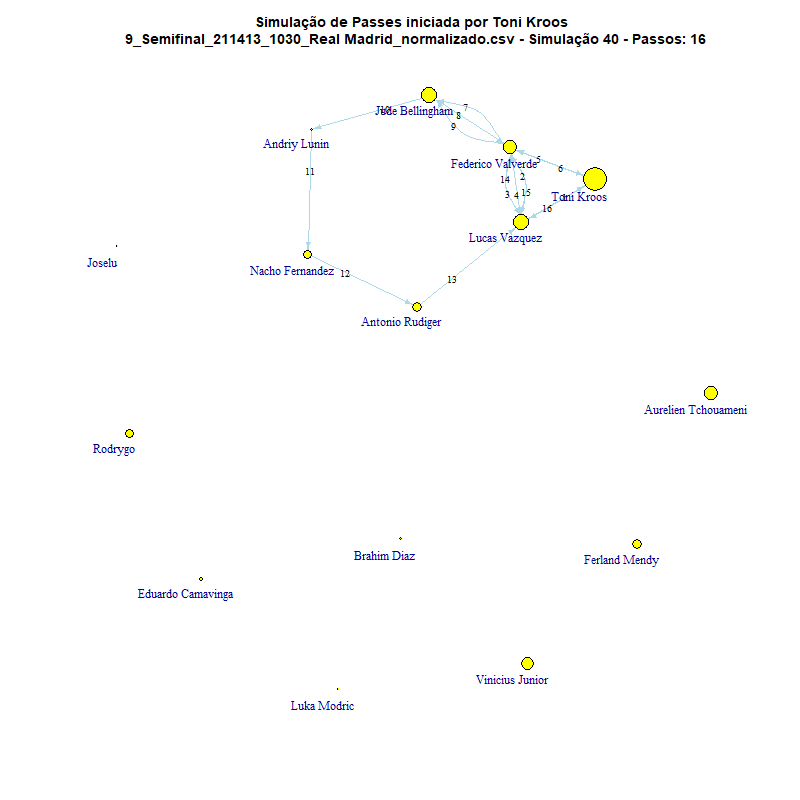 Simulação de Passes iniciada por Toni Kroos
9_Semifinal_211413_1030_Real Madrid_normalizado.csv - Simulação 40 - Passos: 16
7
10
Jude Bellingham
8
9
Andriy Lunin
5
Federico Valverde
6
11
2
14
3
4
15
1
Toni Kroos
16
Lucas Vazquez
Joselu
Nacho Fernandez
12
13
Antonio Rudiger
Aurelien Tchouameni
Rodrygo
Brahim Diaz
Ferland Mendy
Eduardo Camavinga
Vinicius Junior
Luka Modric